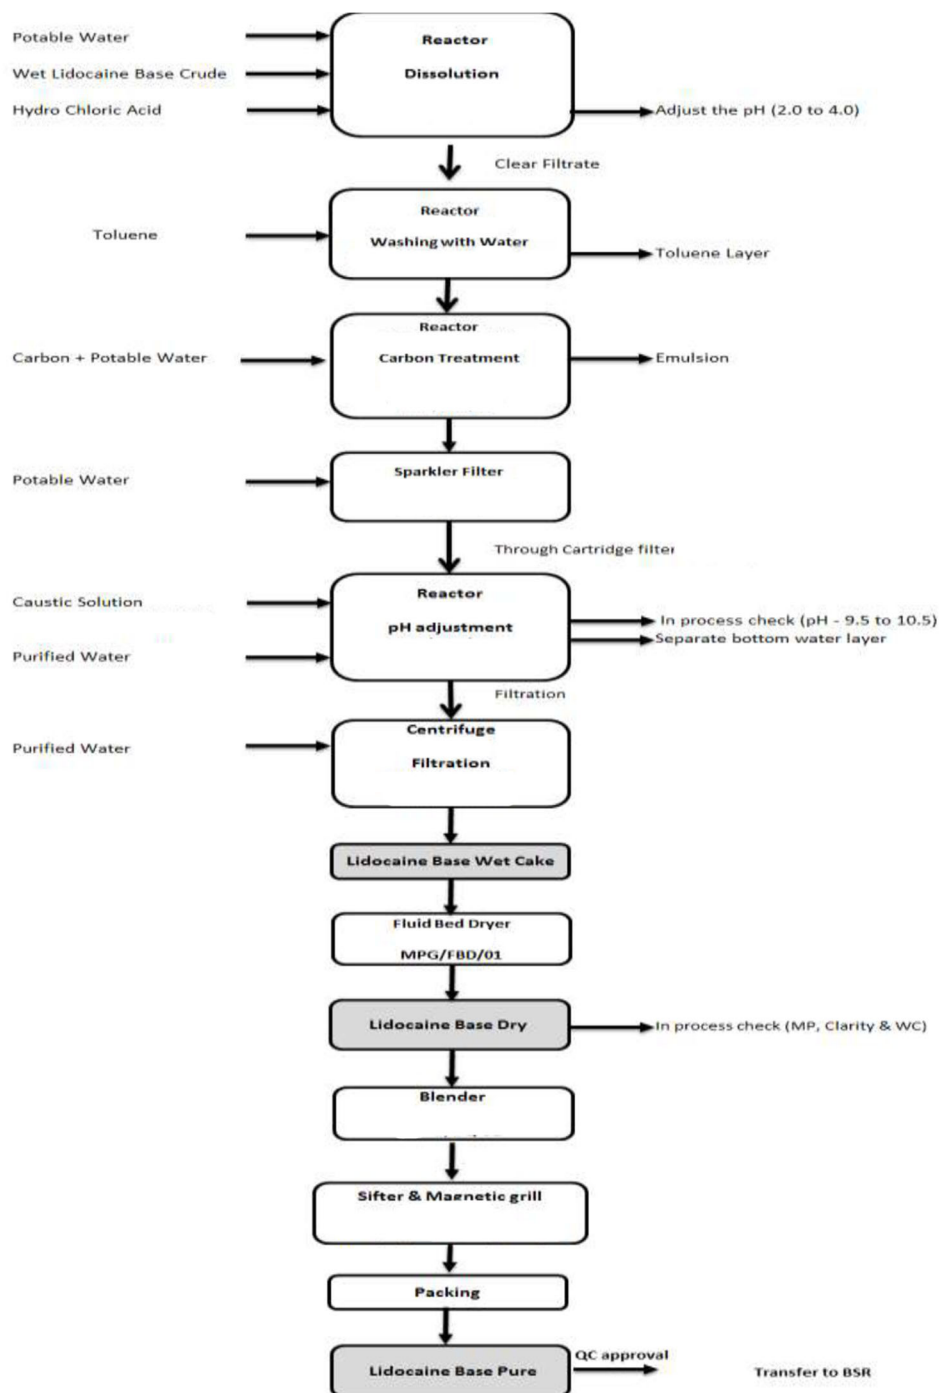 Potable Water
Wet Lidocaine Base Crude
Hydro Chloric Acid
Reactor
Dissolution
Adjust the pH (2.0 to 4.0)
Clear Filtrate
Toluene
Reactor
Washing with Water
Toluene Layer
Carbon + Potable Water
Reactor
Carbon Treatment
Emulsion
Potable Water
Sparkler Filter
Through Cartridge filter
Caustic Solution
Purified Water
Reactor
pH adjustment
In process check (pH - 9.5 to 10.5)
Separate bottom water layer
Filtration
Purified Water
Centrifuge
Filtration
Lidocaine Base Wet Cake
Fluid Bed Dryer
MPG/FBD/01
Lidocaine Base Dry
In process check (MP, Clarity & WC)
Blender
Sifter & Magnetic grill
Packing
Lidocaine Base Pure
QC approval
Transfer to BSR